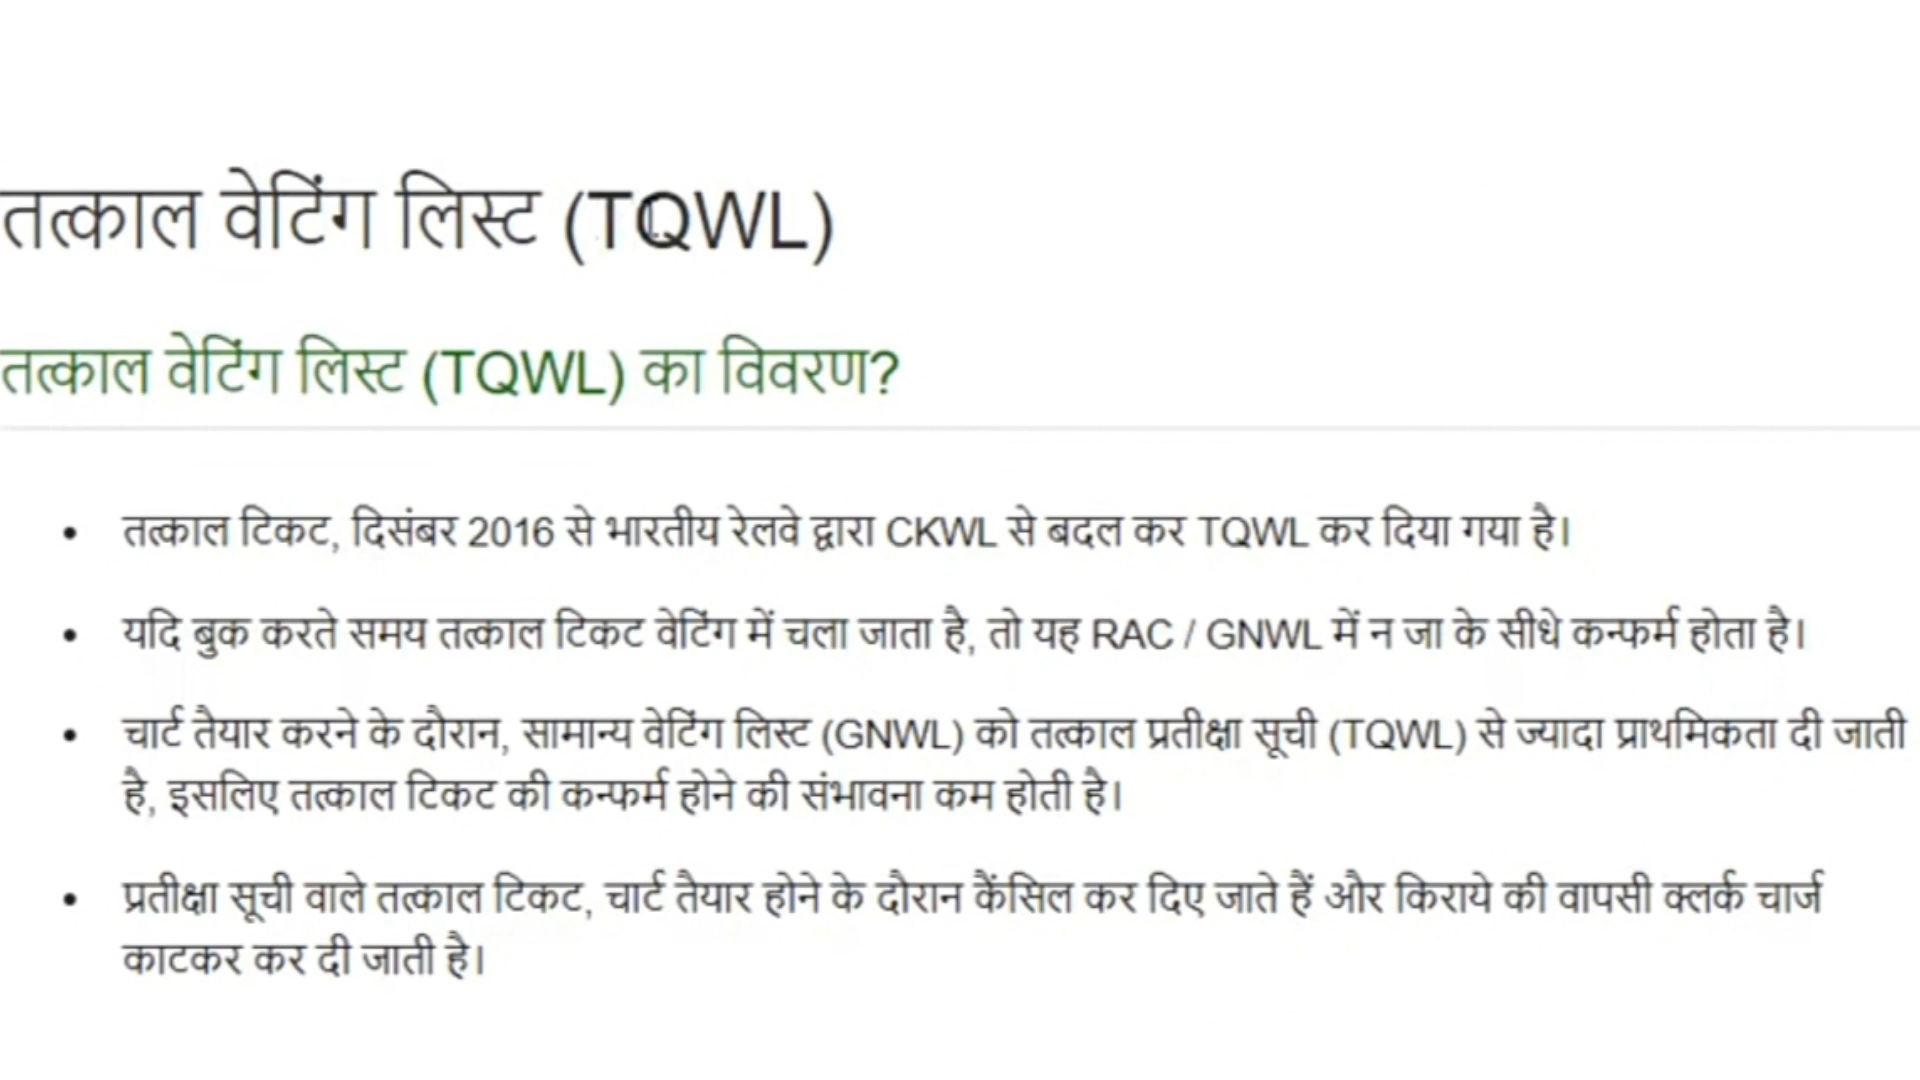 तत्काल वेटिंग लिस्ट (TQWL)
तत्काल वेटिंग लिस्ट (TQWL) का विवरण?
• तत्काल टिकट, दिसंबर 2016 से भारतीय रेलवे द्वारा CKWL से बदल कर TQWL कर दिया गया है।
• यदि बुक करते समय तत्काल टिकट वेटिंग में चला जाता है, तो यह RAC / GNWL में न जा के सीधे कन्फर्म होता है।
• चार्ट तैयार करने के दौरान, सामान्य वेटिंग लिस्ट (GNWL) को तत्काल प्रतीक्षा सूची (TQWL) से ज्यादा प्राथमिकता दी जाती
है, इसलिए तत्काल टिकट की कन्फर्म होने की संभावना कम होती है।
• प्रतीक्षा सूची वाले तत्काल टिकट, चार्ट तैयार होने के दौरान कैंसिल कर दिए जाते हैं और किराये की वापसी क्लर्क चार्ज
काटकर कर दी जाती है।